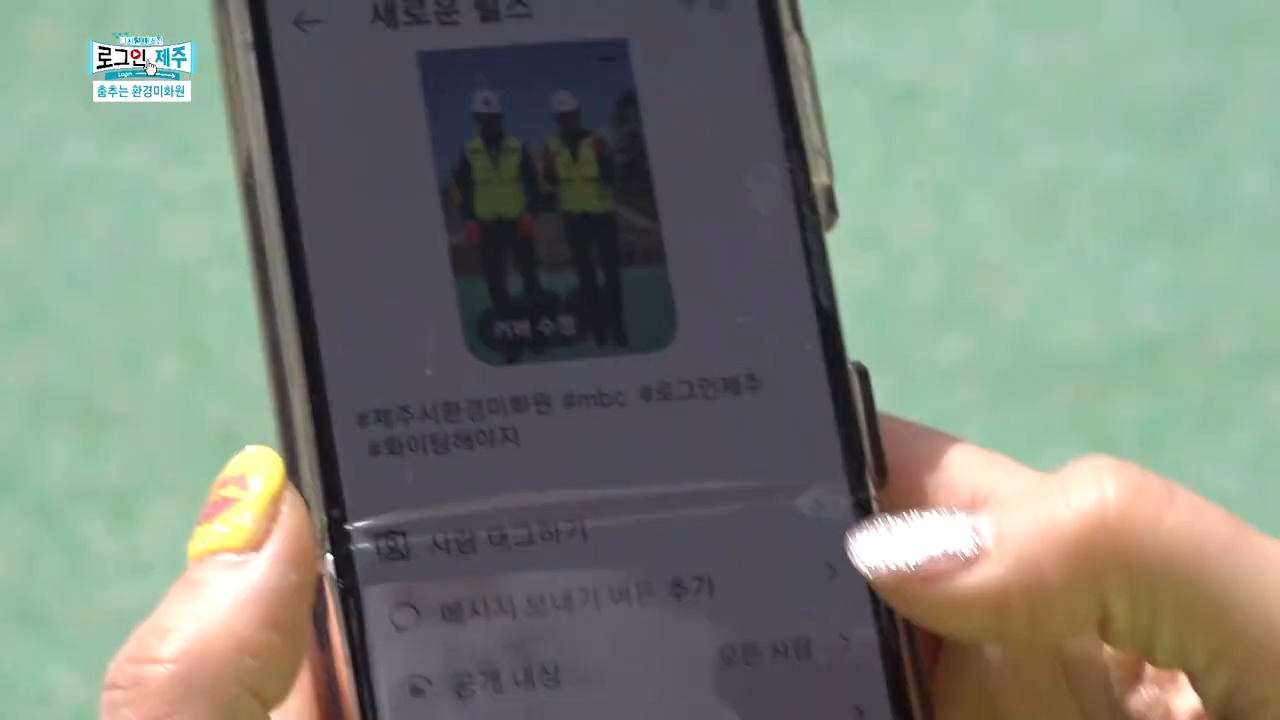 로그인 제주
Login
춤추는 환경미화원
새로운 릴스
커버 수정
#제주시환경미화원 #mbc #로그인제주
#화이팅해야지
사람 태그하기
메시지 보내기 버튼 추가
공개 대상
모든 사람